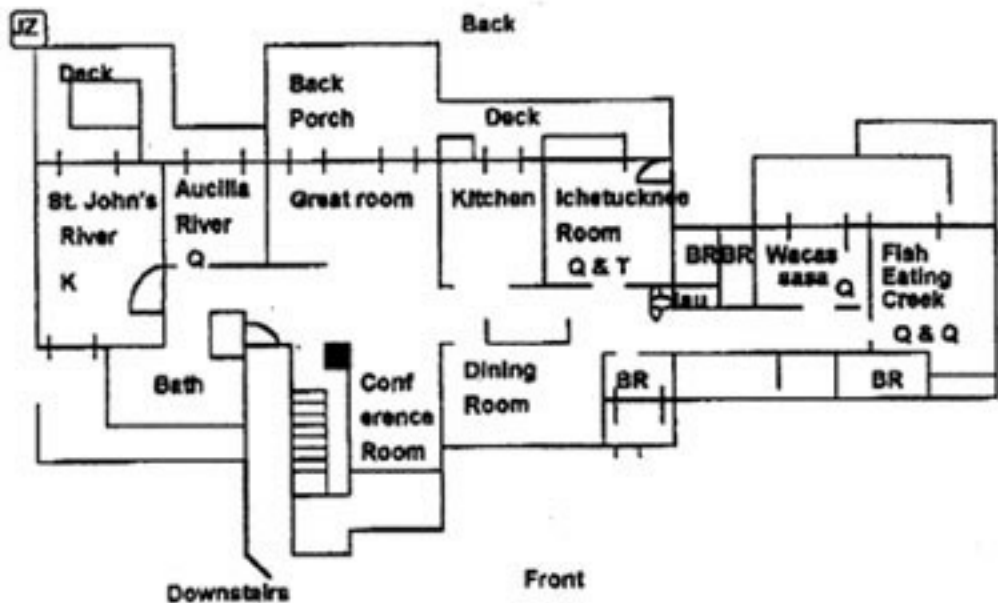 JZ
Back
Deck
Back
Porch
Deck
St. John's
River
K
Aucilla
River
Q
Great room
Kitchen
Ichetucknee
Room
Q & T
BR
BR
lau
Wacas
sasa
Q
Fish
Eating
Creek
Q & Q
Bath
Conf
erence
Room
Dining
Room
BR
BR
Downstairs
Front